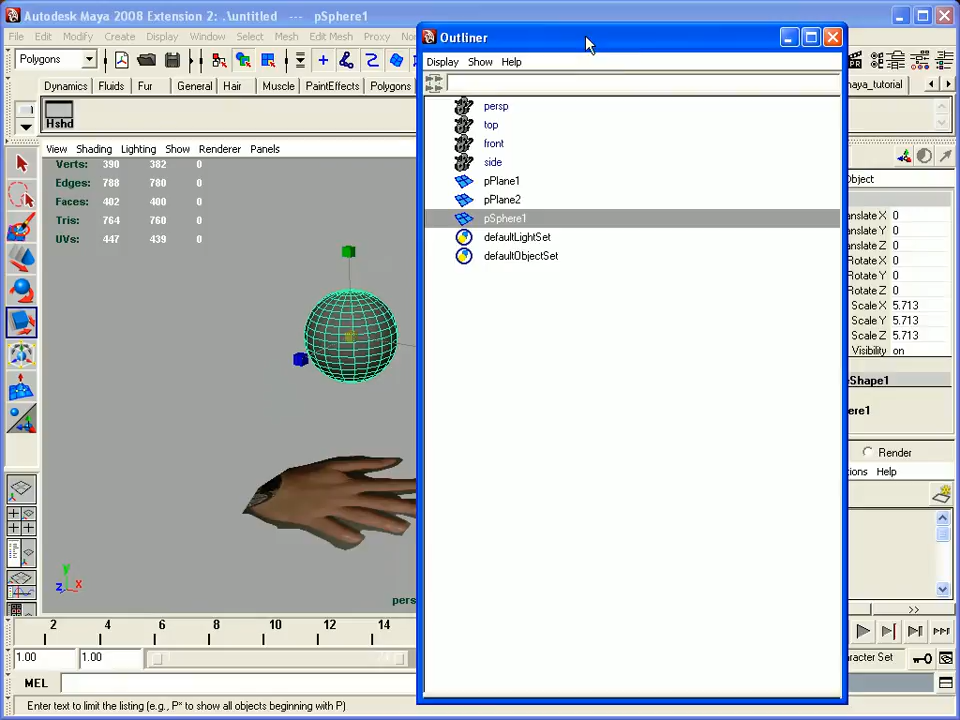 Autodesk Maya 2008 Extension 2: .\untitled --- pSphere1
File Edit Modify Create Display Window Select Mesh Edit Mesh Proxy
Polygons
Dynamics Fluids Fur General Hair Muscle PaintEffects Polygons
maya_tutorial
Hshd
View Shading Lighting Show Renderer Panels
Verts: 390 382 0
Edges: 788 780 0
Faces: 402 400 0
Tris: 764 760 0
UVs: 447 439 0
Outliner
Display Show Help
persp
top
front
side
pPlane1
pPlane2
pSphere1
defaultLightSet
defaultObjectSet
Object
anslate X 0
anslate Y 0
anslate Z 0
Rotate X 0
Rotate Y 0
Rotate Z 0
Scale X 5.713
Scale Y 5.713
Scale Z 5.713
Visibility on
eShape1
ere1
Render
ions Help
>>
y
x
z
pers
2 4 6 8 10 12 14
1.00 1.00
aracter Set
MEL
Enter text to limit the listing (e.g., P* to show all objects beginning with P)